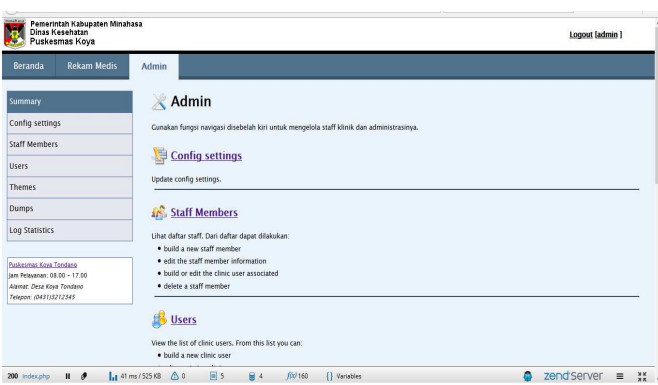 Pemerintah Kabupaten Minahasa
Dinas Kesehatan
Puskesmas Koya
Logout [admin ]
Beranda
Rekam Medis
Admin
Summary
Config settings
Staff Members
Users
Themes
Dumps
Log Statistics
Puskesmas Koya Tondano
Jam Pelayanan: 08.00 - 17.00
Alamat: Desa Koya Tondano
Telepon: (0431)3212345
Admin
Gunakan fungsi navigasi disebelah kiri untuk mengelola staff klinik dan administrasinya.
Config settings
Update config settings.
Staff Members
Lihat daftar staff. Dari daftar dapat dilakukan:
• build a new staff member
• edit the staff member information
• build or edit the clinic user associated
• delete a staff member
Users
View the list of clinic users. From this list you can:
• build a new clinic user
200 index.php 41 ms / 525 KB 0 5 4 f(x) 160 {} Variables zend Server